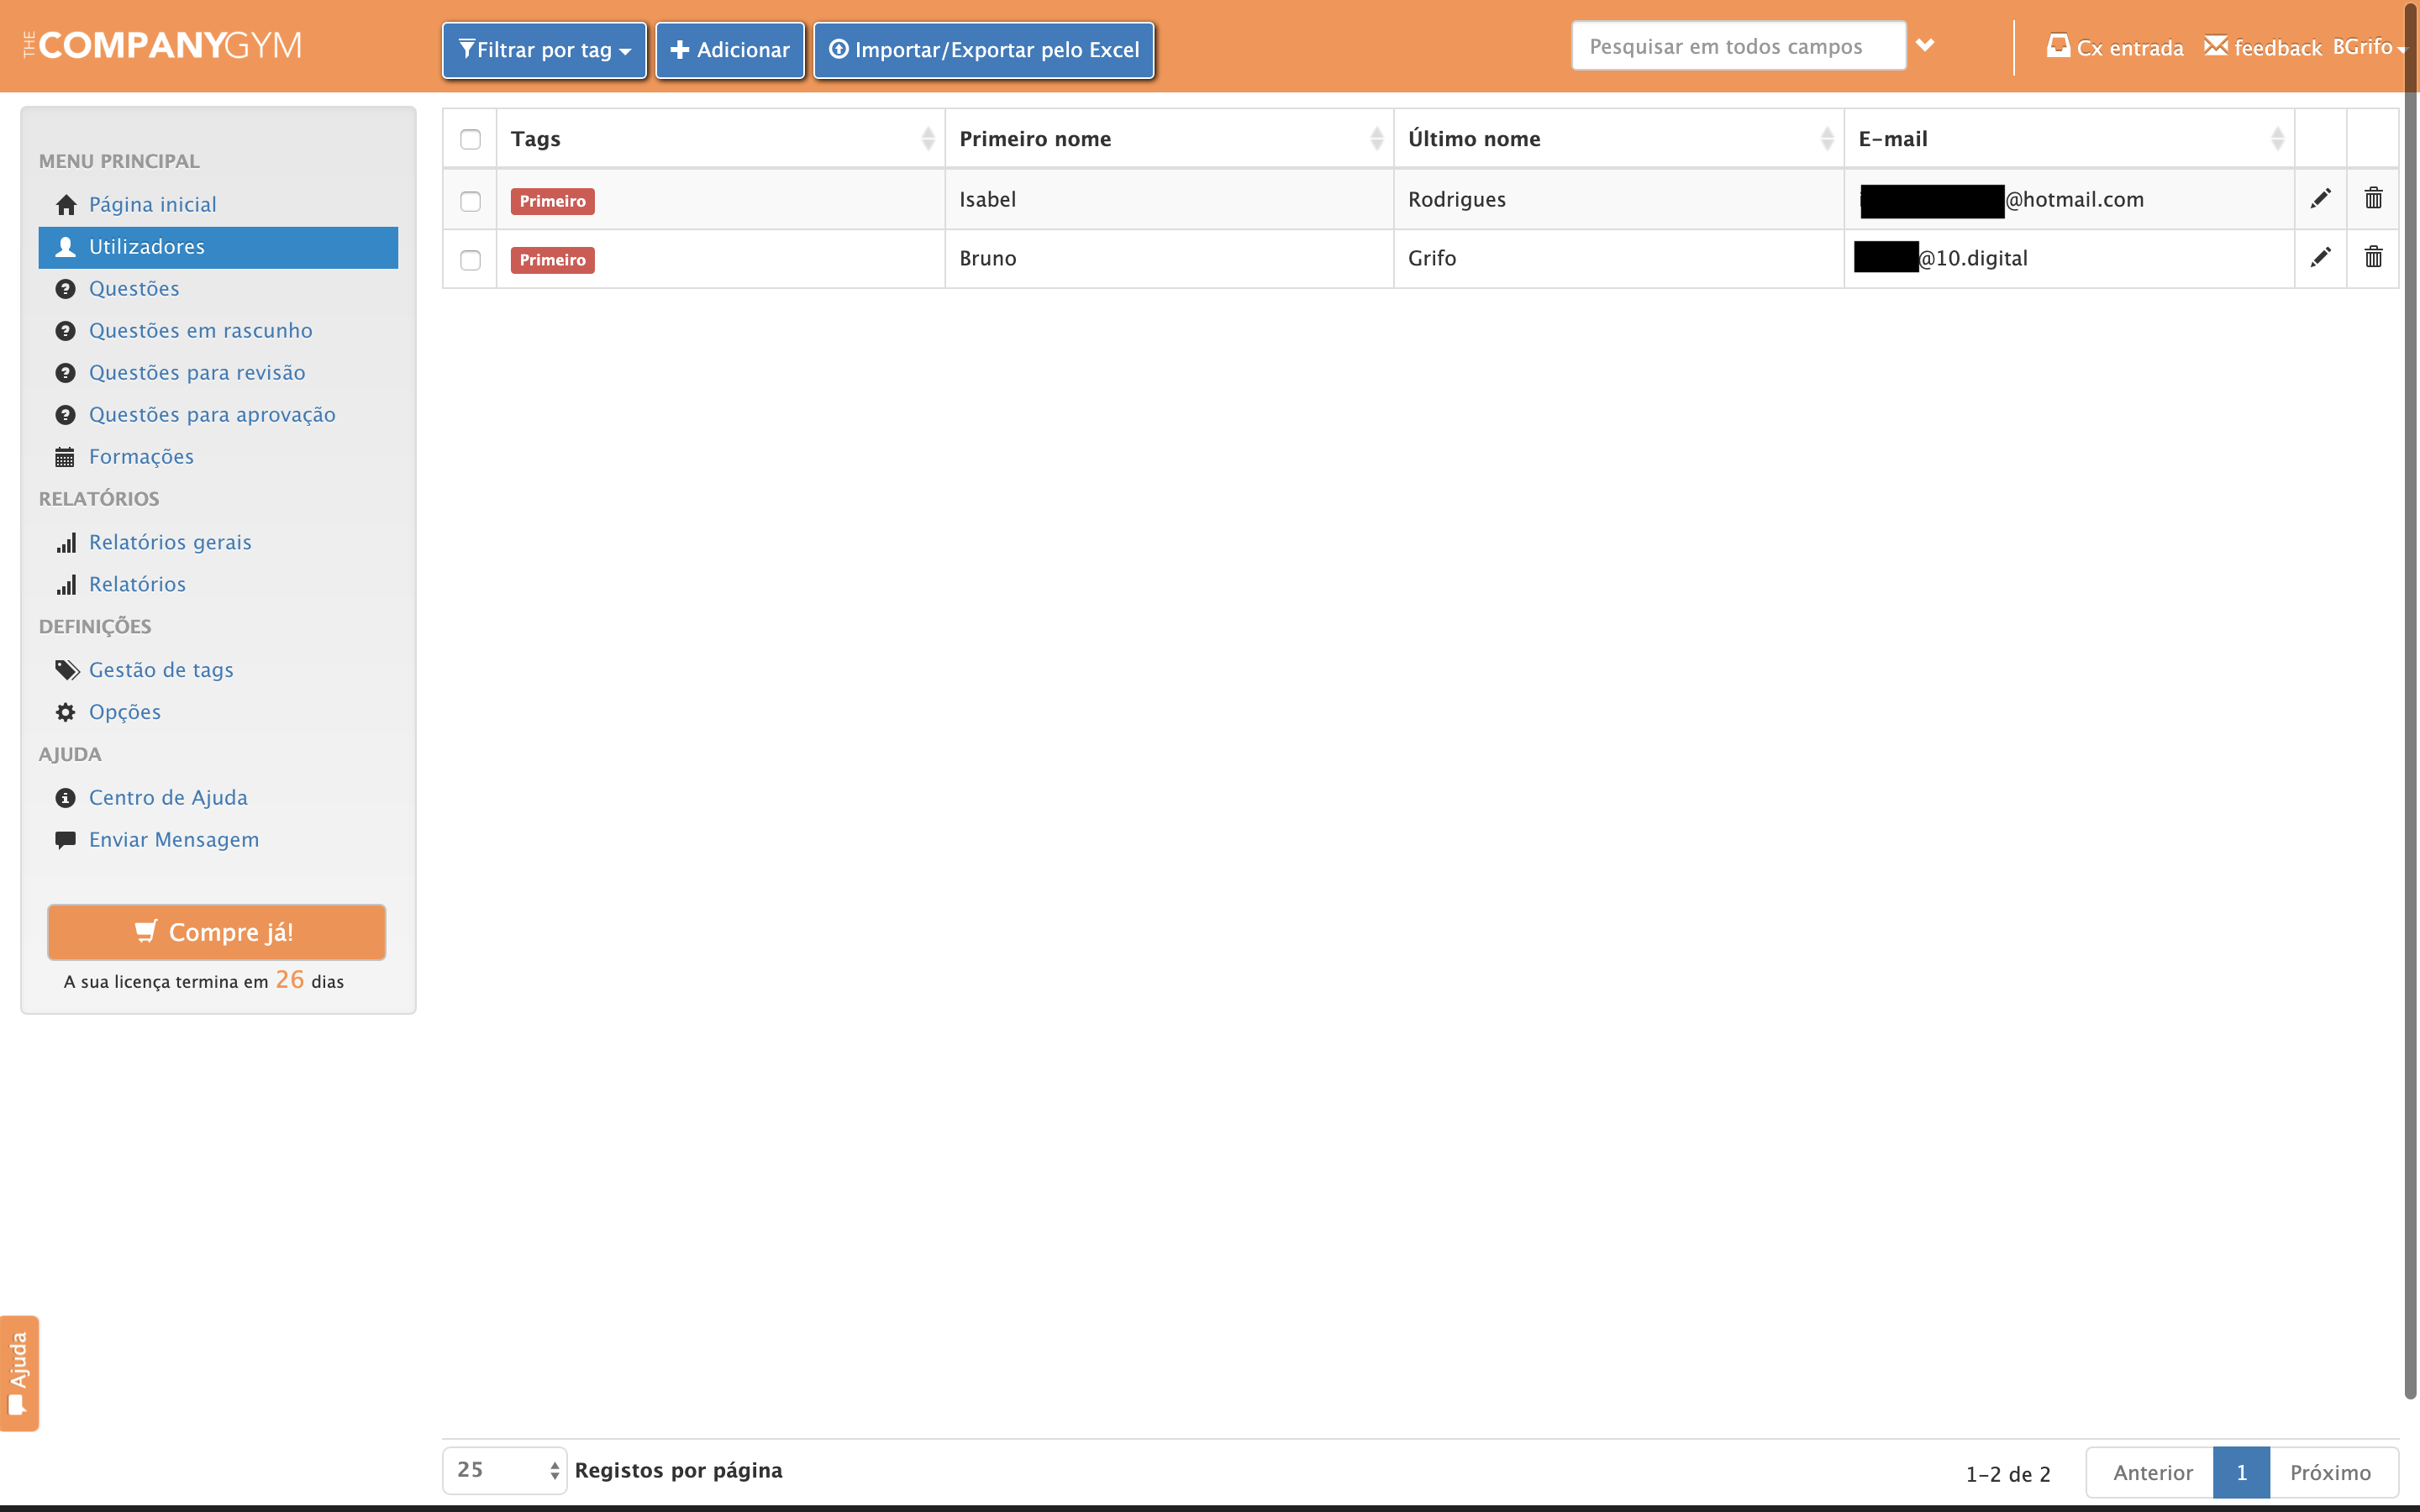 THE COMPANYGYM
Filtrar por tag
Adicionar
Importar/Exportar pelo Excel
Pesquisar em todos campos
Cx entrada
feedback
BGrifo
MENU PRINCIPAL
Página inicial
Utilizadores
Questões
Questões em rascunho
Questões para revisão
Questões para aprovação
Formações
RELATÓRIOS
Relatórios gerais
Relatórios
DEFINIÇÕES
Gestão de tags
Opções
AJUDA
Centro de Ajuda
Enviar Mensagem
Compre já!
A sua licença termina em 26 dias
Tags Primeiro nome Último nome E-mail
Primeiro Isabel Rodrigues @hotmail.com
Primeiro Bruno Grifo @10.digital
Ajuda
25 Registos por página
1-2 de 2
Anterior 1 Próximo